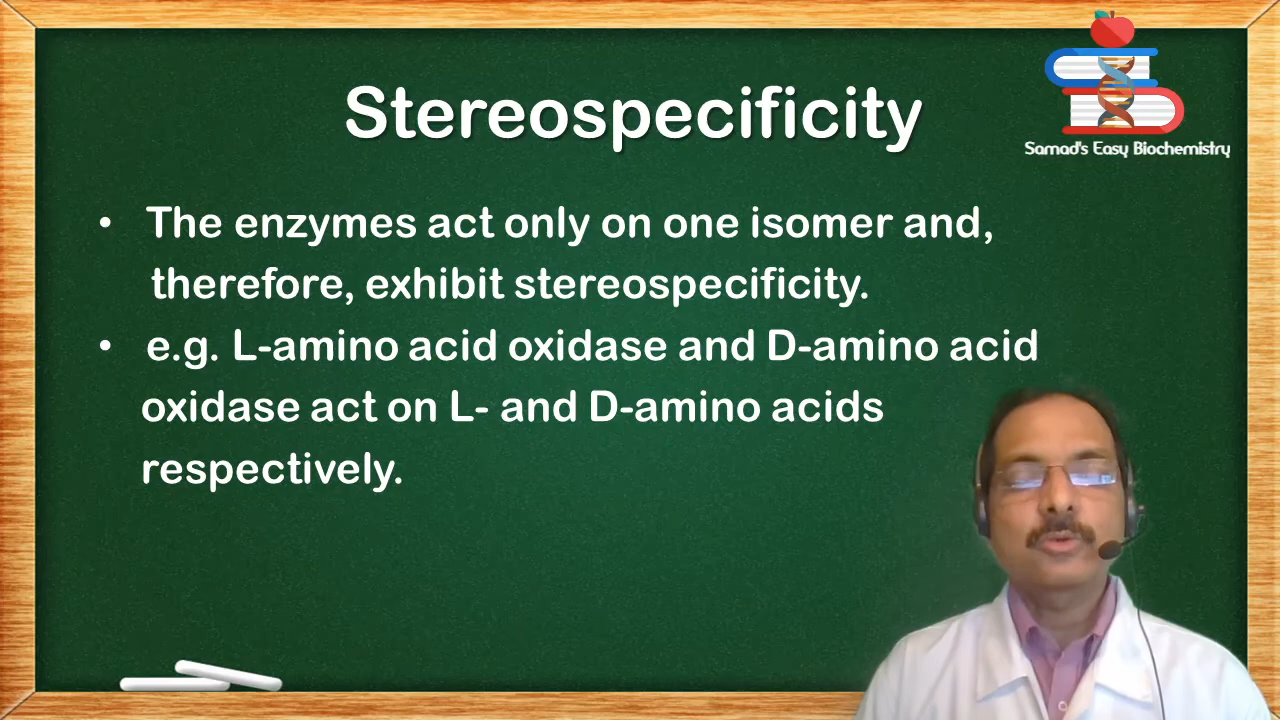 Stereospecificity
Samad's Easy Biochemistry
• The enzymes act only on one isomer and,
therefore, exhibit stereospecificity.
• e.g. L-amino acid oxidase and D-amino acid
oxidase act on L- and D-amino acids
respectively.